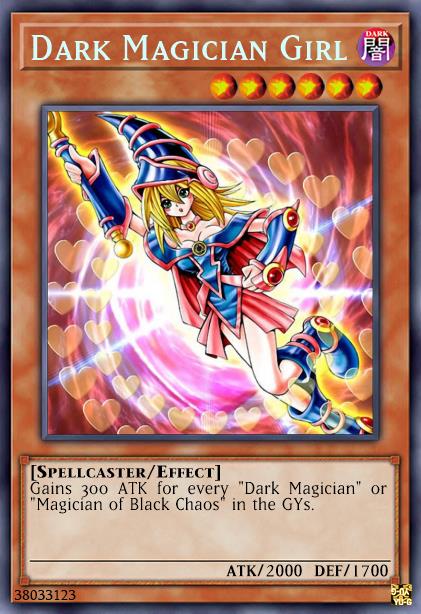 Dark Magician Girl
DARK
闇
[Spellcaster/Effect]
Gains 300 ATK for every "Dark Magician" or
"Magician of Black Chaos" in the GYs.
ATK/2000 DEF/1700
38033123